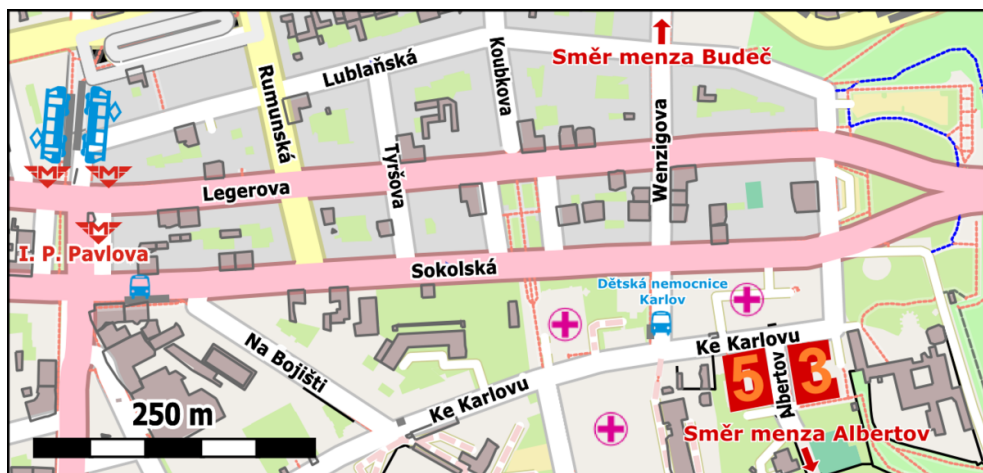 Směr menza Budeč
Lublaňská
Koubkova
Rumunská
Tyršova
Wenzigova
M
M
Legerova
M
I. P. Pavlova
Sokolská
Dětská nemocnice
Karlov
Na Bojišti
Ke Karlovu
Ke Karlovu
5
Albertov
3
250 m
Směr menza Albertov